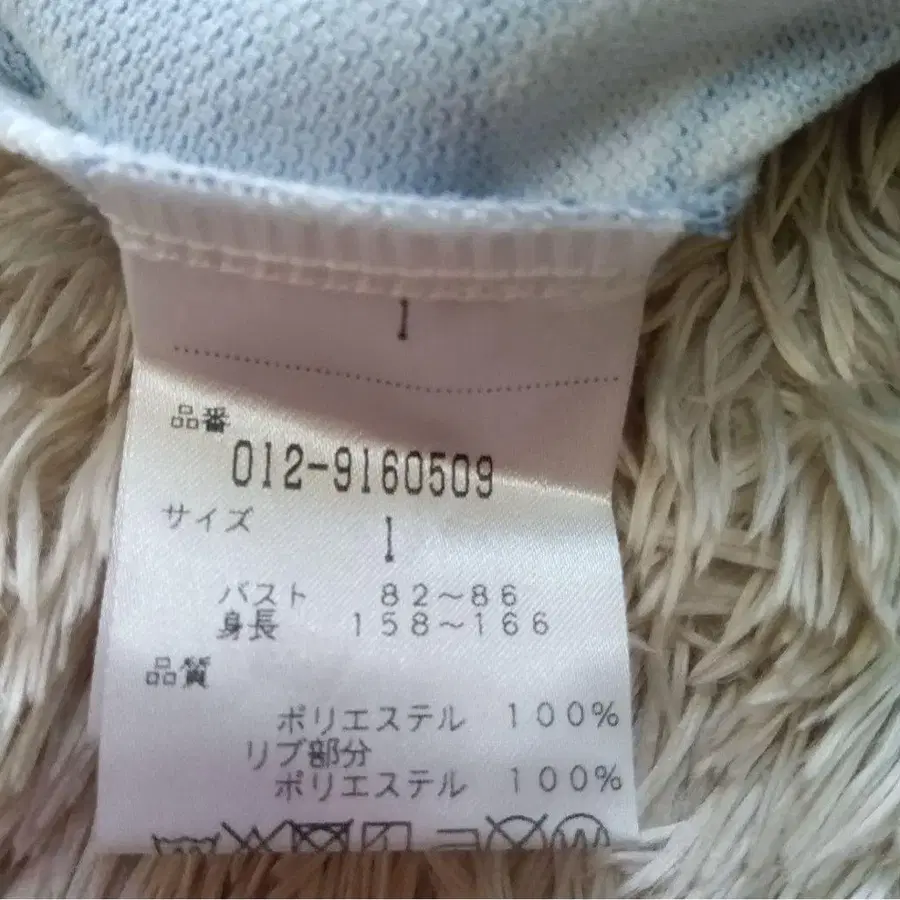 1
品番
012-9160509
サイズ
1
バスト 82～86
身長 158～166
品質
ポリエステル 100%
リブ部分
ポリエステル 100%